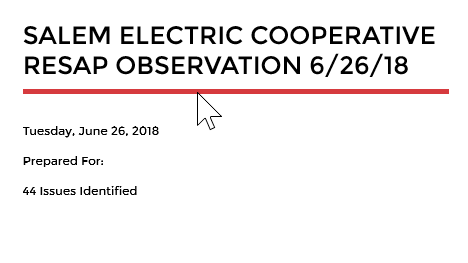 SALEM ELECTRIC COOPERATIVE
RESAP OBSERVATION 6/26/18
Tuesday, June 26, 2018
Prepared For:
44 Issues Identified